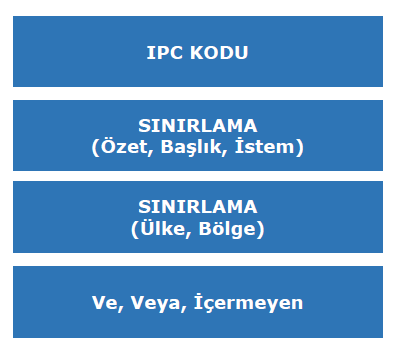 IPC KODU
SINIRLAMA
(Özet, Başlık, İstem)
SINIRLAMA
(Ülke, Bölge)
Ve, Veya, İçermeyen